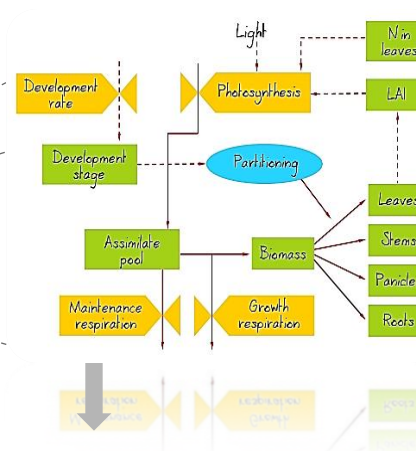 Light
N in
leaves
Development
rate
Photosynthesis
LAI
Development
stage
Partitioning
Leaves
Assimilate
pool
Biomass
Stems
Panicle
Maintenance
respiration
Growth
respiration
Roots